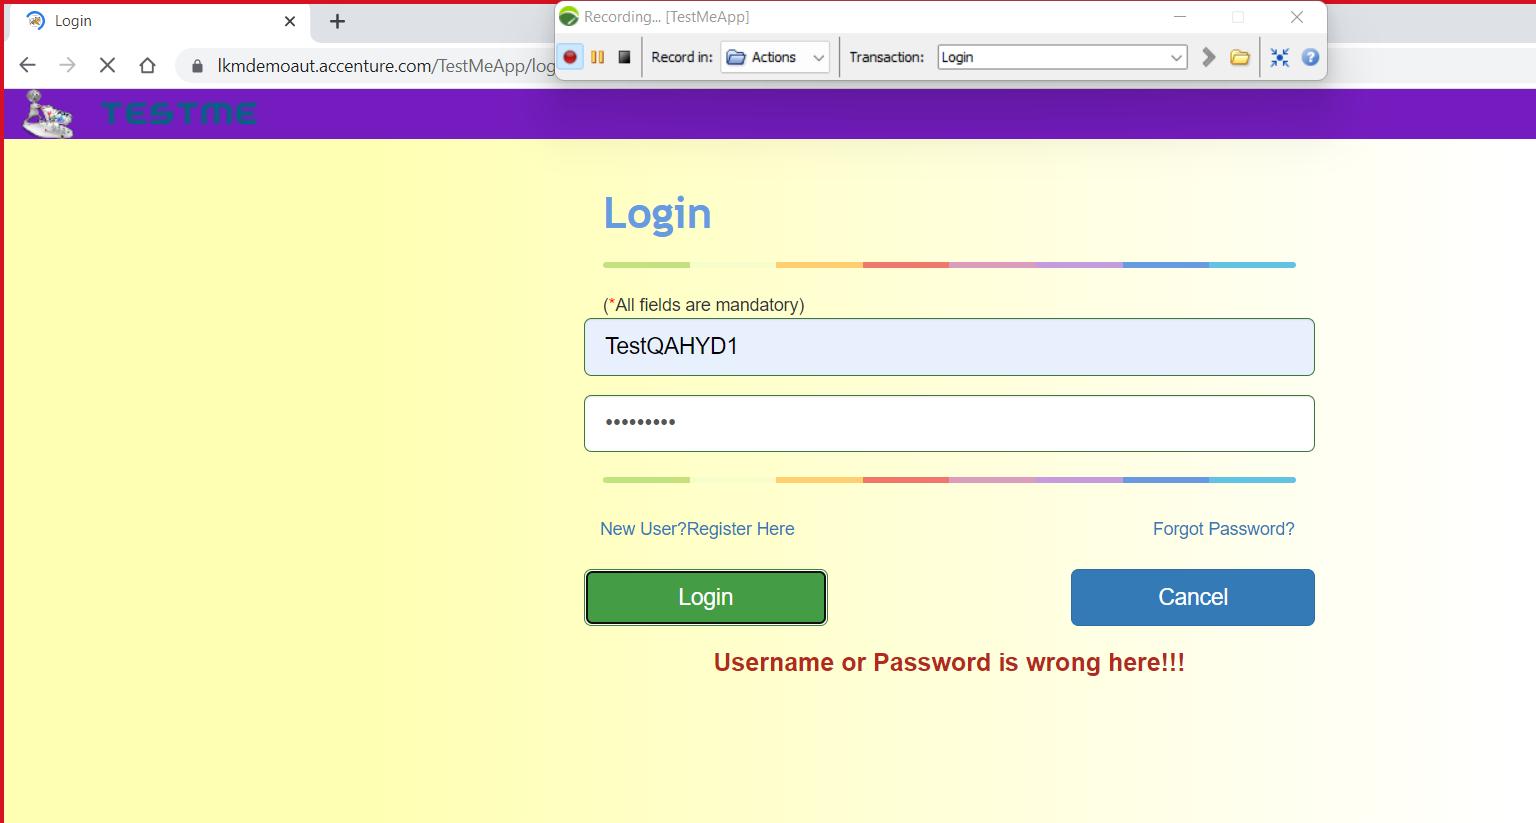 Login
Recording... [TestMeApp]
Record in: Actions Transaction: Login
lkmdemoaut.accenture.com/TestMeApp/log
TESTME
Login
(*All fields are mandatory)
TestQAHYD1
•••••••••
New User?Register Here Forgot Password?
Login Cancel
Username or Password is wrong here!!!